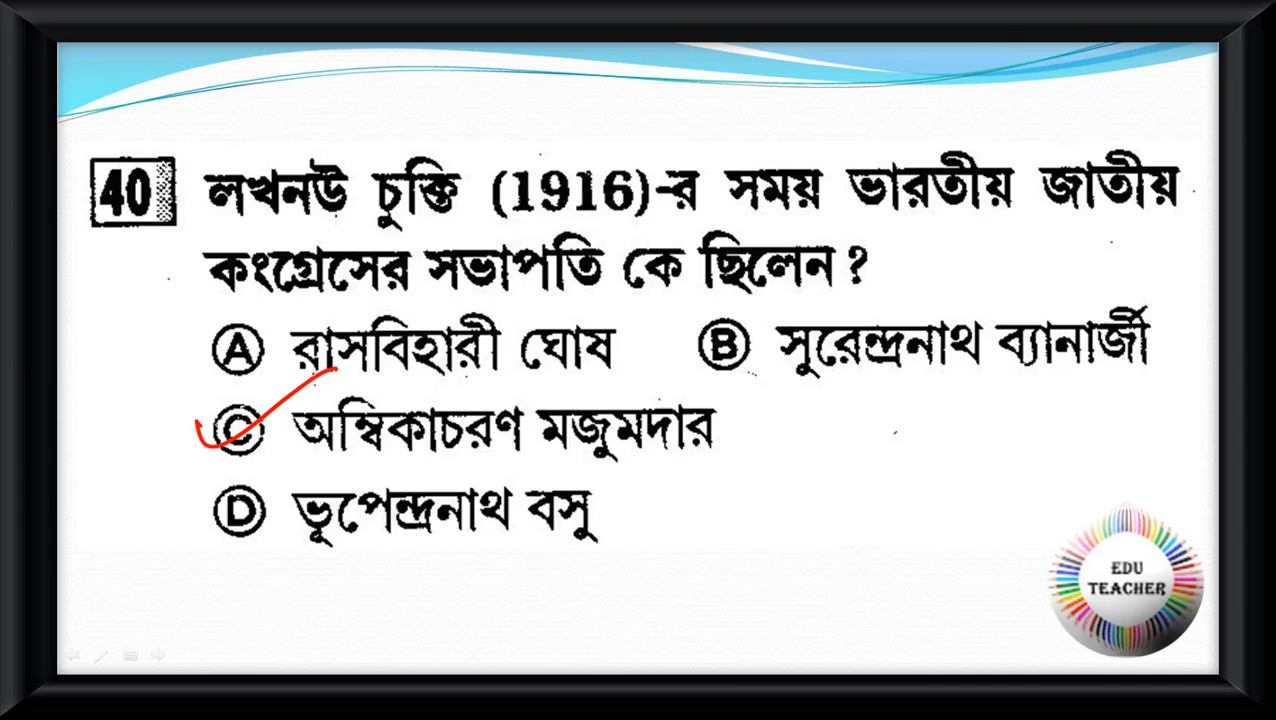 40 লখনউ চুক্তি (1916)-র সময় ভারতীয় জাতীয়
কংগ্রেসের সভাপতি কে ছিলেন?
A রাসবিহারী ঘোষ B সুরেন্দ্রনাথ ব্যানার্জী
C অম্বিকাচরণ মজুমদার
D ভূপেন্দ্রনাথ বসু
EDU
TEACHER